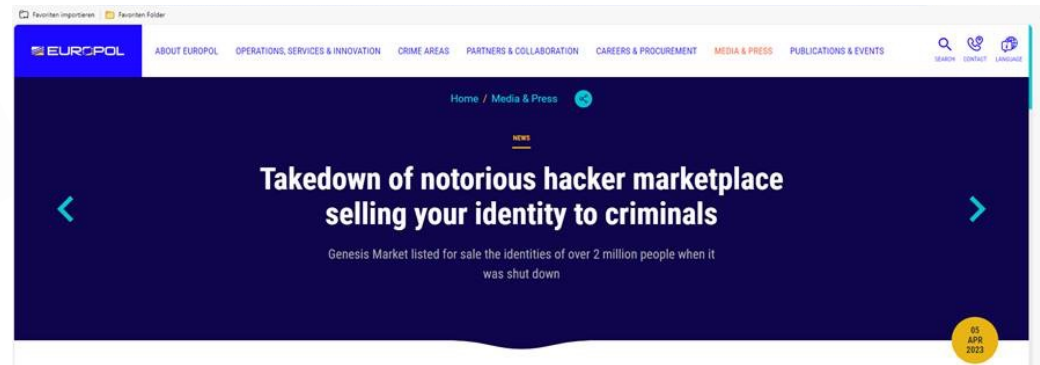 Favoriten importieren Favoriten Folder
EUROPOL ABOUT EUROPOL OPERATIONS, SERVICES & INNOVATION CRIME AREAS PARTNERS & COLLABORATION CAREERS & PROCUREMENT MEDIA & PRESS PUBLICATIONS & EVENTS
SEARCH CONTACT LANGUAGE
Home / Media & Press
NEWS
Takedown of notorious hacker marketplace
selling your identity to criminals
Genesis Market listed for sale the identities of over 2 million people when it
was shut down
05
APR
2023